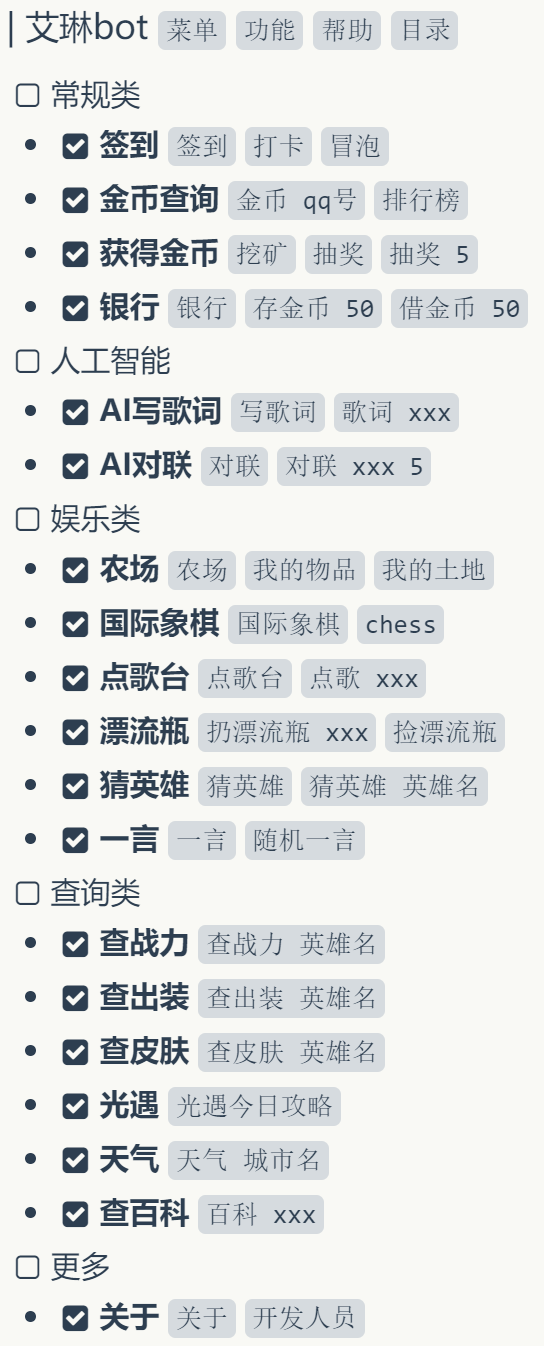 | 艾琳bot 菜单 功能 帮助 目录
常规类
签到 签到 打卡 冒泡
金币查询 金币 qq号 排行榜
获得金币 挖矿 抽奖 抽奖 5
银行 银行 存金币 50 借金币 50
人工智能
AI写歌词 写歌词 歌词 xxx
AI对联 对联 对联 xxx 5
娱乐类
农场 农场 我的物品 我的土地
国际象棋 国际象棋 chess
点歌台 点歌台 点歌 xxx
漂流瓶 扔漂流瓶 xxx 捡漂流瓶
猜英雄 猜英雄 猜英雄 英雄名
一言 一言 随机一言
查询类
查战力 查战力 英雄名
查出装 查出装 英雄名
查皮肤 查皮肤 英雄名
光遇 光遇今日攻略
天气 天气 城市名
查百科 百科 xxx
更多
关于 关于 开发人员